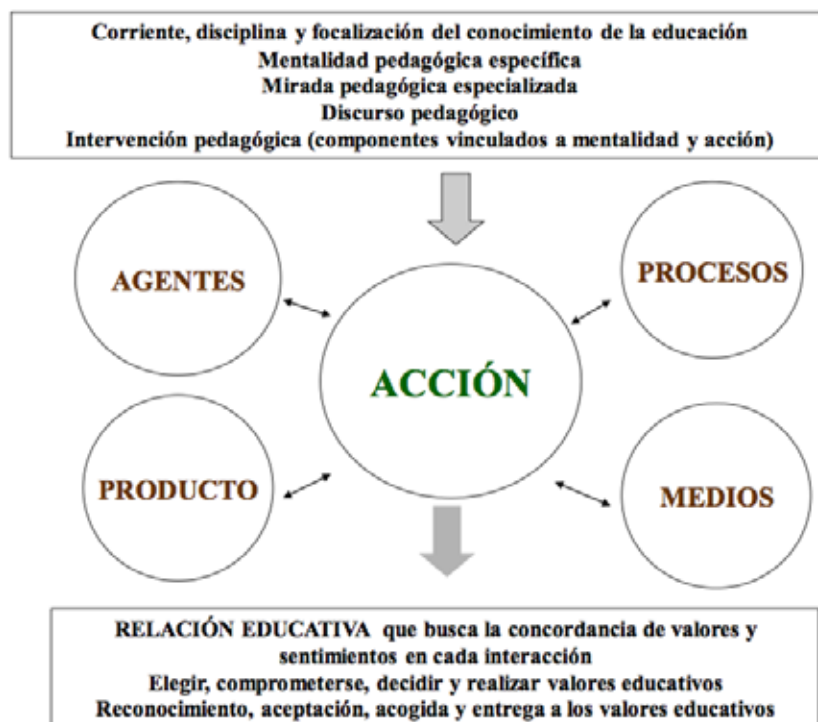 Corriente, disciplina y focalización del conocimiento de la educación
Mentalidad pedagógica específica
Mirada pedagógica especializada
Discurso pedagógico
Intervención pedagógica (componentes vinculados a mentalidad y acción)
AGENTES
PROCESOS
ACCIÓN
PRODUCTO
MEDIOS
RELACIÓN EDUCATIVA que busca la concordancia de valores y
sentimientos en cada interacción
Elegir, comprometerse, decidir y realizar valores educativos
Reconocimiento, aceptación, acogida y entrega a los valores educativos